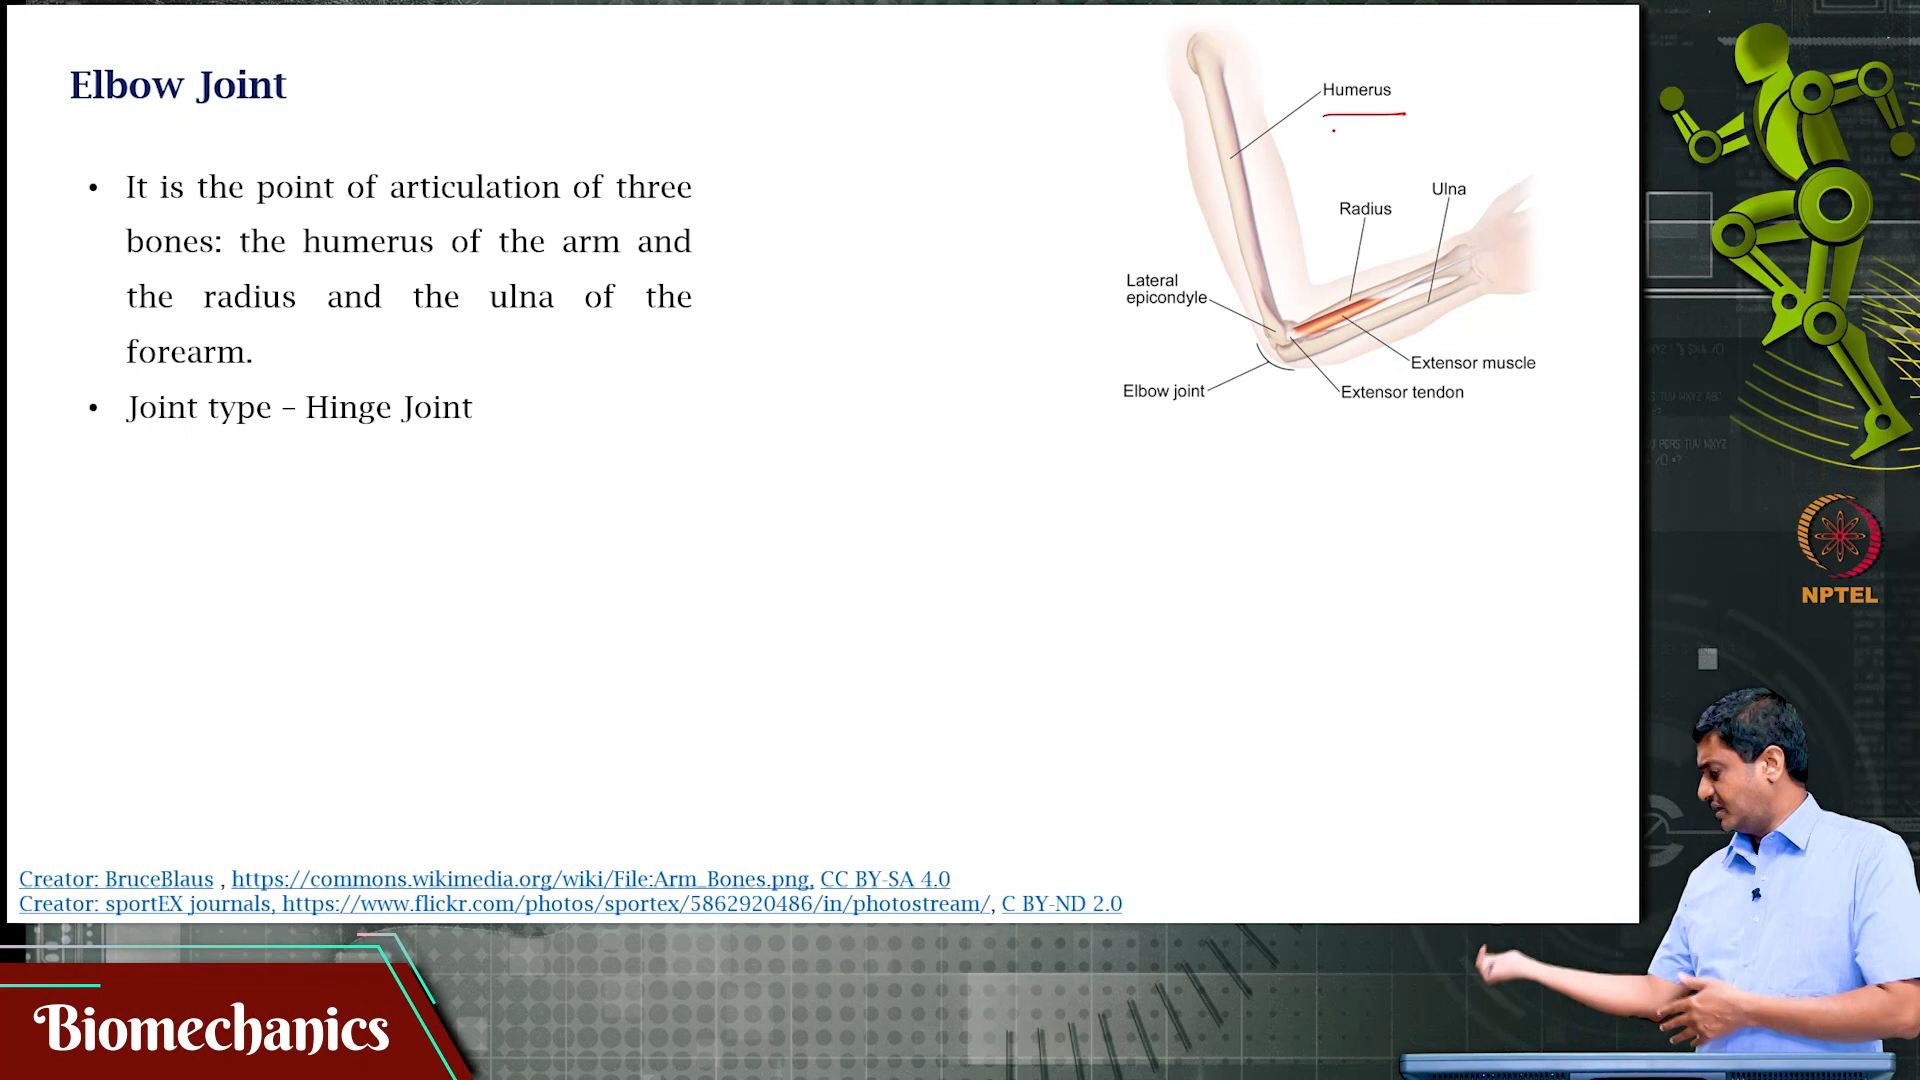 Elbow Joint
• It is the point of articulation of three
bones: the humerus of the arm and
the radius and the ulna of the
forearm.
• Joint type – Hinge Joint
Humerus
Ulna
Radius
Lateral
epicondyle
Extensor muscle
Elbow joint
Extensor tendon
Creator: BruceBlaus , https://commons.wikimedia.org/wiki/File:Arm_Bones.png, CC BY-SA 4.0
Creator: sportEX journals, https://www.flickr.com/photos/sportex/5862920486/in/photostream/, C BY-ND 2.0
NPTEL
Biomechanics